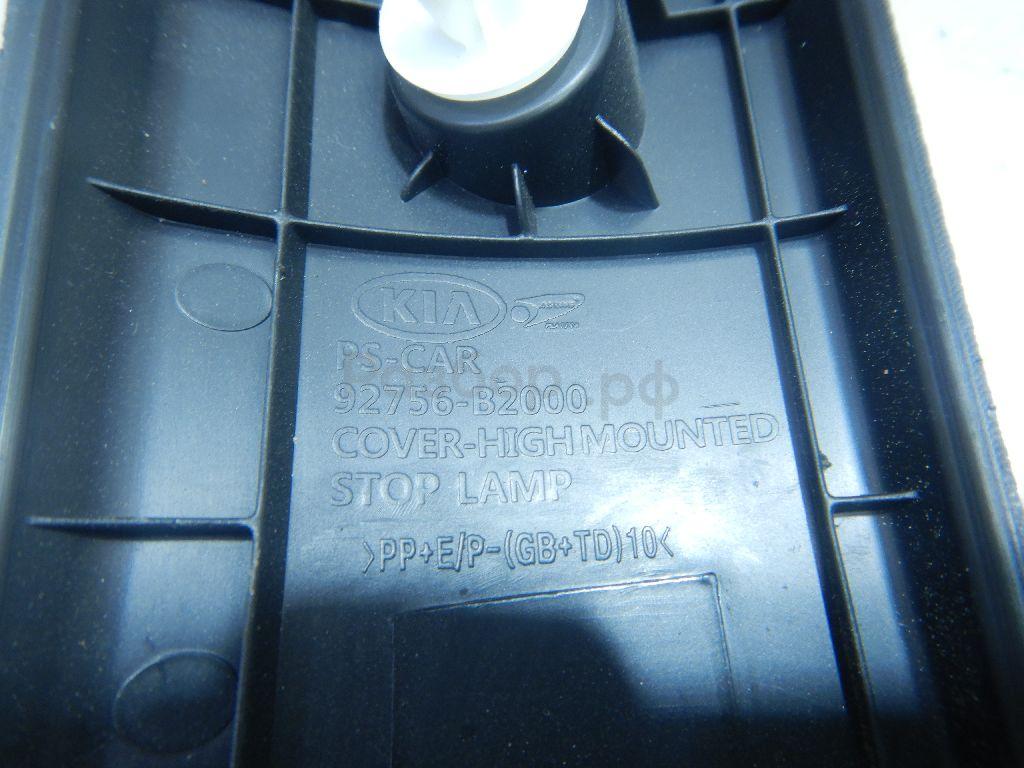 KIA
PS-CAR
92756-B2000
COVER-HIGH MOUNTED
STOP LAMP
>PP+E/P-(GB+TD)10<